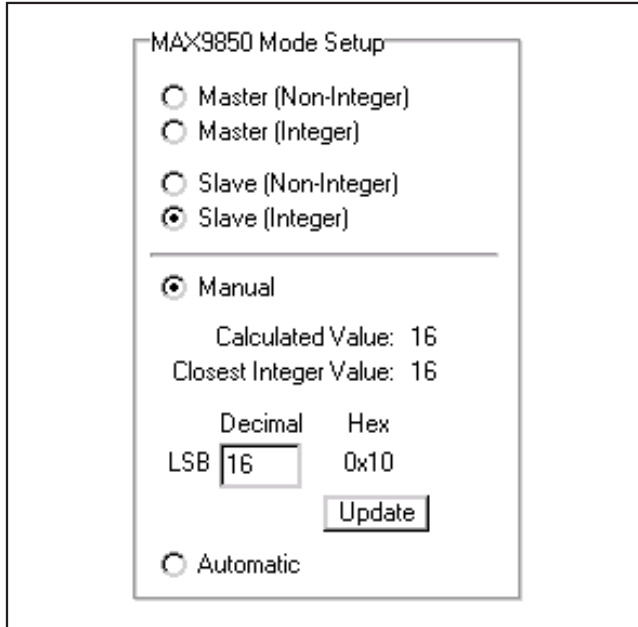 MAX9850 Mode Setup
Master (Non-Integer)
Master (Integer)
Slave (Non-Integer)
Slave (Integer)
Manual
Calculated Value: 16
Closest Integer Value: 16
Decimal Hex
LSB 16 0x10
Update
Automatic